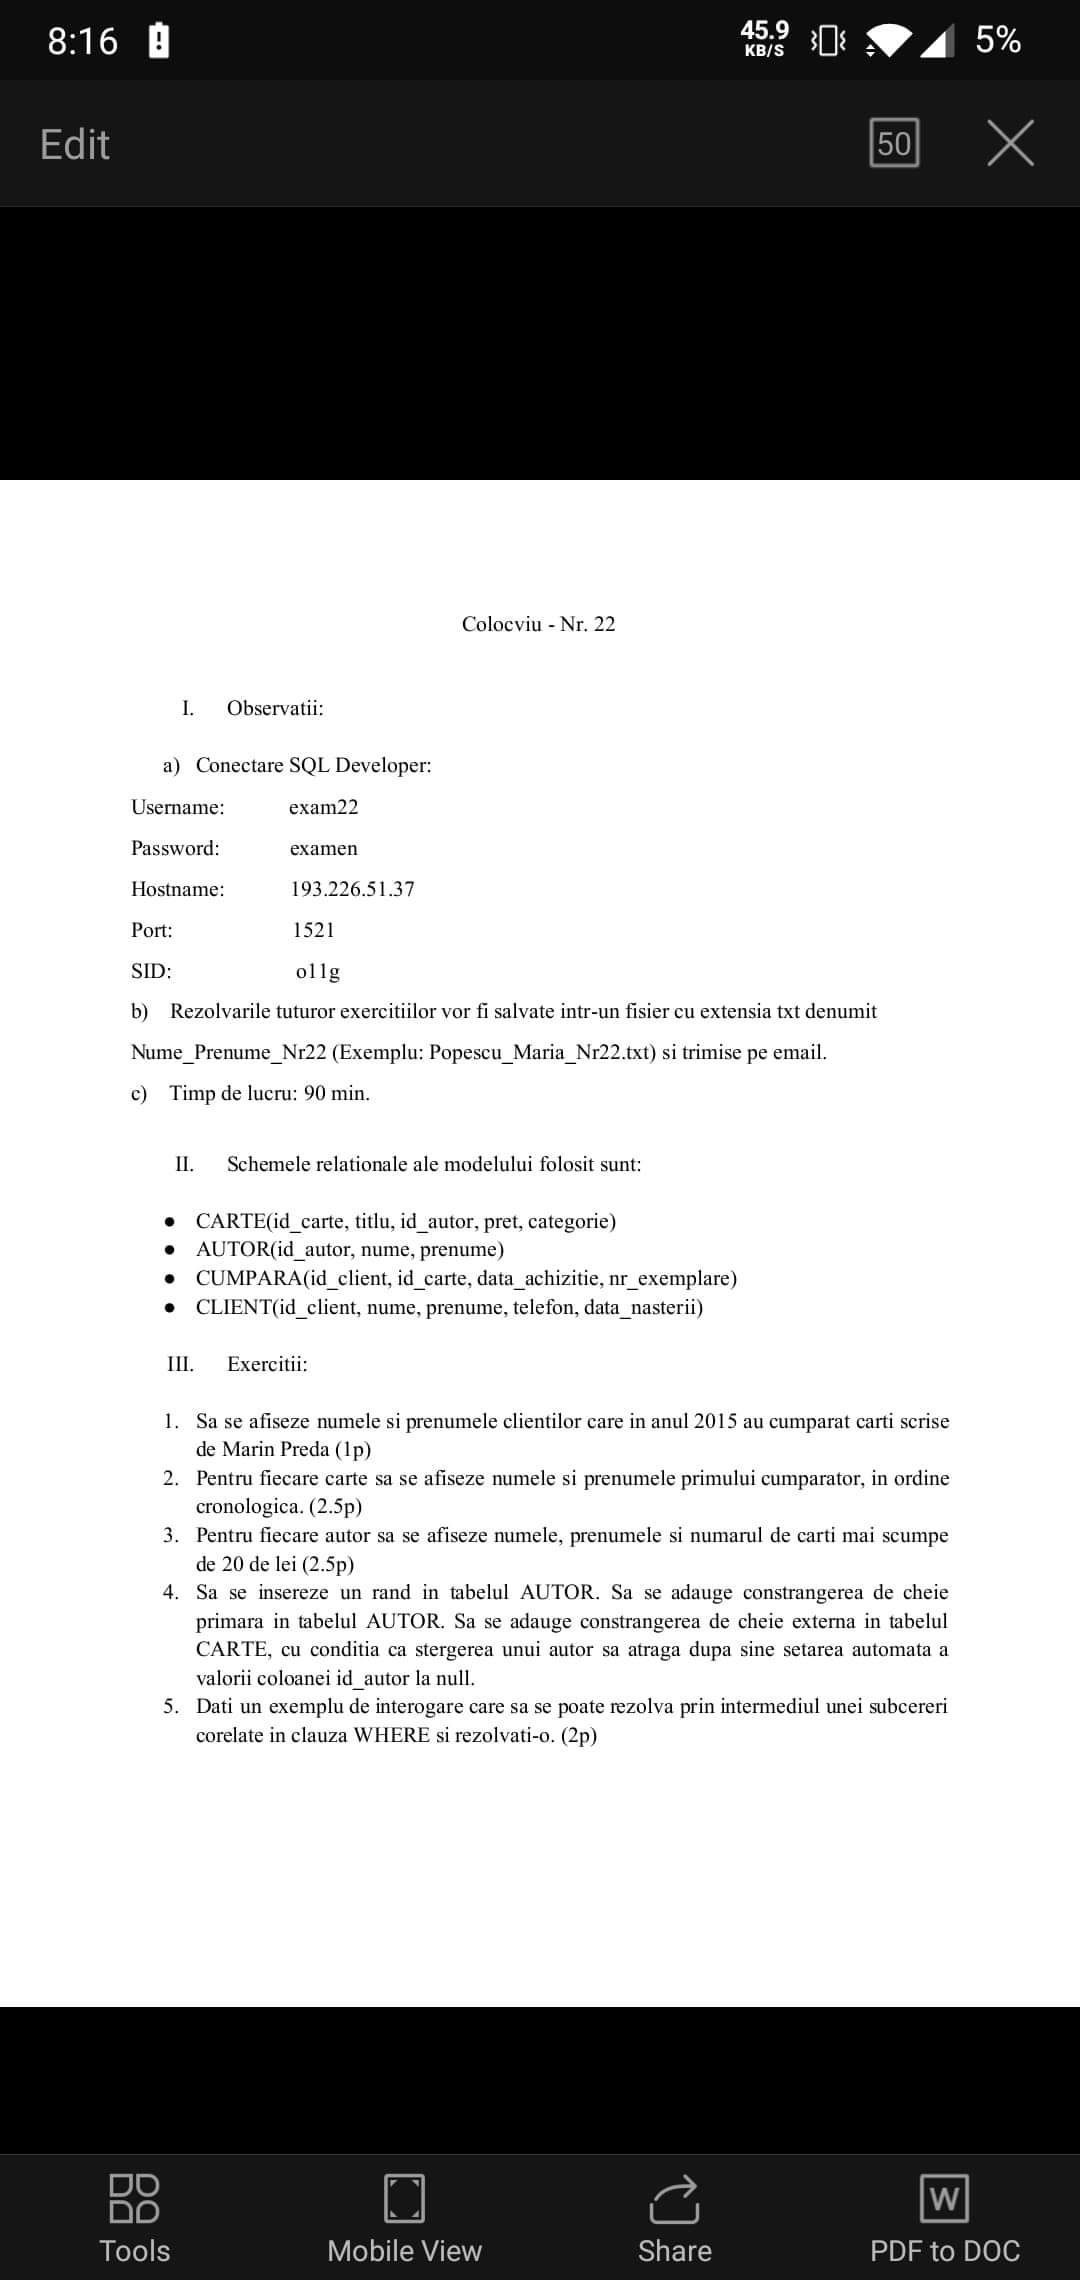 8:16
45.9
KB/S
5%
Edit
50
Colocviu - Nr. 22
I. Observatii:
a) Conectare SQL Developer:
Username: exam22
Password: examen
Hostname: 193.226.51.37
Port: 1521
SID: o11g
b) Rezolvarile tuturor exercitiilor vor fi salvate intr-un fisier cu extensia txt denumit
Nume_Prenume_Nr22 (Exemplu: Popescu_Maria_Nr22.txt) si trimise pe email.
c) Timp de lucru: 90 min.
II. Schemele relationale ale modelului folosit sunt:
● CARTE(id_carte, titlu, id_autor, pret, categorie)
● AUTOR(id_autor, nume, prenume)
● CUMPARA(id_client, id_carte, data_achizitie, nr_exemplare)
● CLIENT(id_client, nume, prenume, telefon, data_nasterii)
III. Exercitii:
1. Sa se afiseze numele si prenumele clientilor care in anul 2015 au cumparat carti scrise
de Marin Preda (1p)
2. Pentru fiecare carte sa se afiseze numele si prenumele primului cumparator, in ordine
cronologica. (2.5p)
3. Pentru fiecare autor sa se afiseze numele, prenumele si numarul de carti mai scumpe
de 20 de lei (2.5p)
4. Sa se insereze un rand in tabelul AUTOR. Sa se adauge constrangerea de cheie
primara in tabelul AUTOR. Sa se adauge constrangerea de cheie externa in tabelul
CARTE, cu conditia ca stergerea unui autor sa atraga dupa sine setarea automata a
valorii coloanei id_autor la null.
5. Dati un exemplu de interogare care sa se poate rezolva prin intermediul unei subcereri
corelate in clauza WHERE si rezolvati-o. (2p)
Tools
Mobile View
Share
W
PDF to DOC